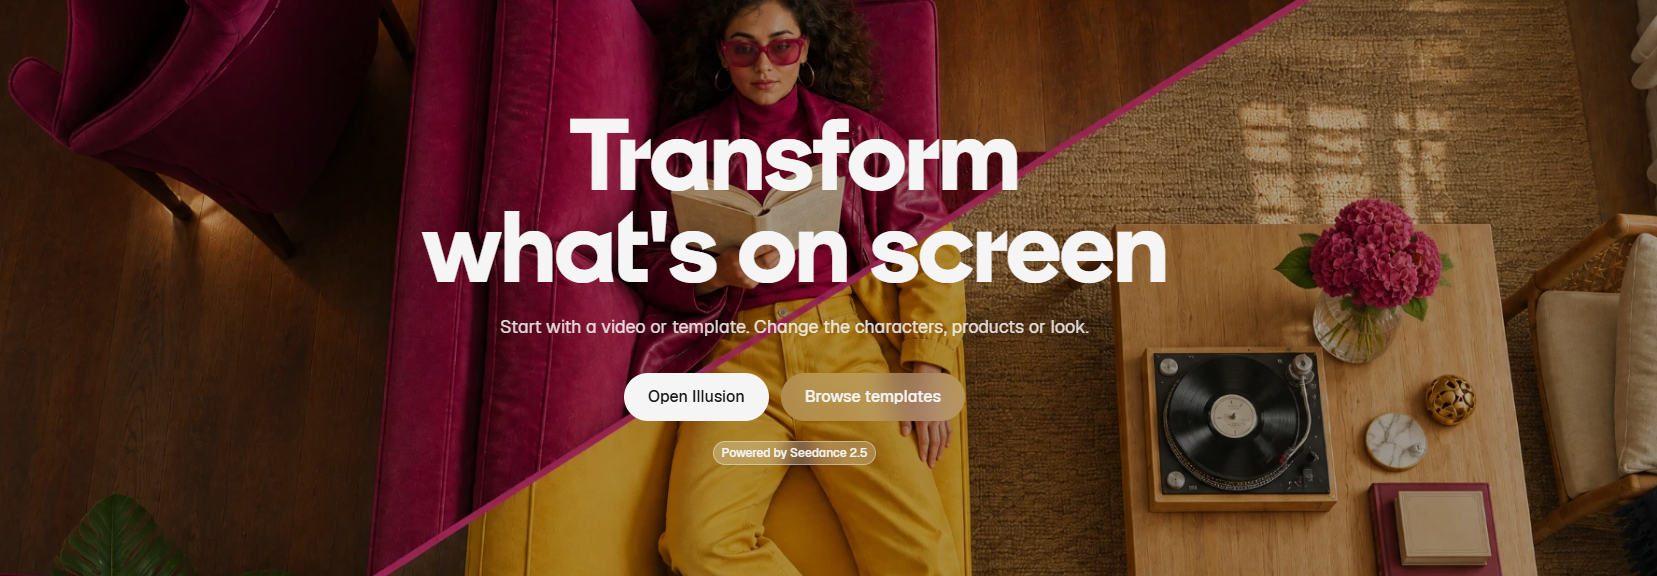 Transform
what's on screen
Start with a video or template. Change the characters, products or look.
Open Illusion
Browse templates
Powered by Seedance 2.5